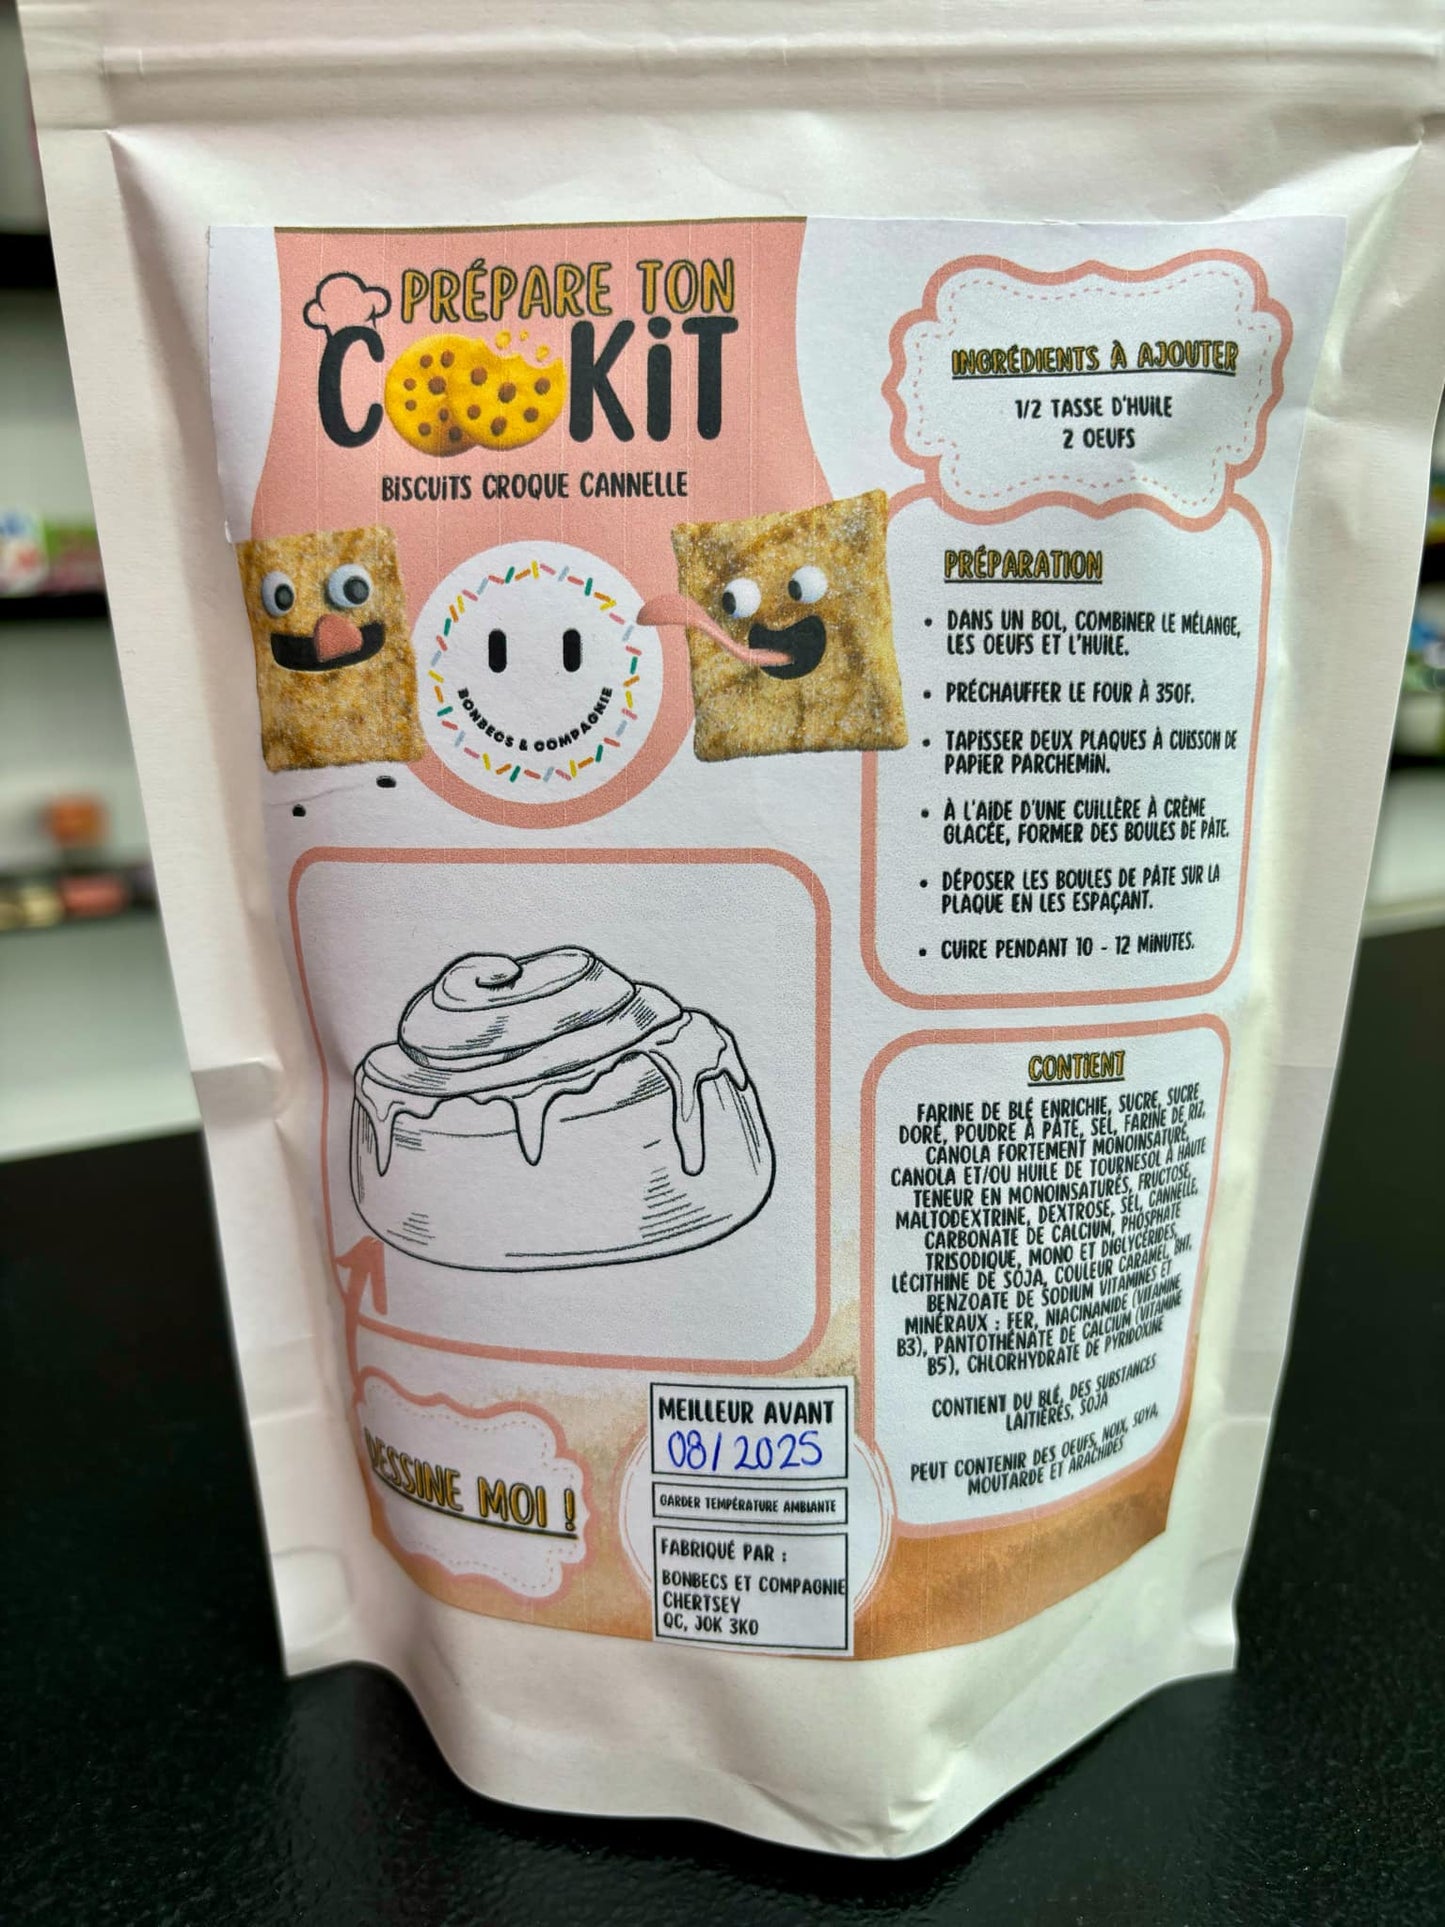 PRÉPARE TON
COOKiT
BiSCUiTS CROQUE CANNELLE
BONBECS & COMPAGNIE
INGRÉDIENTS À AJOUTER
1/2 TASSE D'HUILE
2 OEUFS
PRÉPARATION
• DANS UN BOL, COMBINER LE MÉLANGE,
LES OEUFS ET L'HUILE.
• PRÉCHAUFFER LE FOUR À 350F.
• TAPISSER DEUX PLAQUES À CUISSON DE
PAPIER PARCHEMIN.
• À L'AIDE D'UNE CUILLÈRE À CRÈME
GLACÉE, FORMER DES BOULES DE PÂTE.
• DÉPOSER LES BOULES DE PÂTE SUR LA
PLAQUE EN LES ESPAÇANT.
• CUIRE PENDANT 10 - 12 MINUTES.
CONTIENT
FARINE DE BLÉ ENRICHIE, SUCRE, SUCRE
DORÉ, POUDRE À PÂTE, SEL, FARINE DE RIZ,
CANOLA FORTEMENT MONOINSATURÉ,
CANOLA ET/OU HUILE DE TOURNESOL À HAUTE
TENEUR EN MONOINSATURÉS, FRUCTOSE,
MALTODEXTRINE, DEXTROSE, SEL, CANNELLE,
CARBONATE DE CALCIUM, PHOSPHATE
TRISODIQUE, MONO ET DIGLYCÉRIDES,
LÉCITHINE DE SOJA, COULEUR CARAMEL, BHT,
BENZOATE DE SODIUM VITAMINES ET
MINÉRAUX : FER, NIACINAMIDE (VITAMINE
B3), PANTOTHÉNATE DE CALCIUM (VITAMINE
B5), CHLORHYDRATE DE PYRIDOXINE
CONTIENT DU BLÉ, DES SUBSTANCES
LAITIÈRES, SOJA
PEUT CONTENIR DES OEUFS, NOIX, SOYA,
MOUTARDE ET ARACHIDES
DESSINE MOI !
MEILLEUR AVANT
08/2025
GARDER TEMPÉRATURE AMBIANTE
FABRIQUÉ PAR :
BONBECS ET COMPAGNIE
CHERTSEY
QC, J0K 3K0